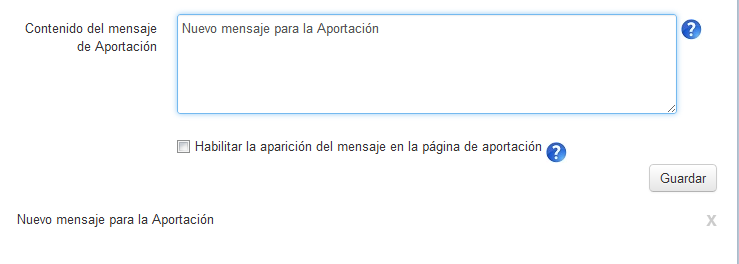 Contenido del mensaje
de Aportación
Nuevo mensaje para la Aportación
?
Habilitar la aparición del mensaje en la página de aportación
?
Guardar
Nuevo mensaje para la Aportación
X